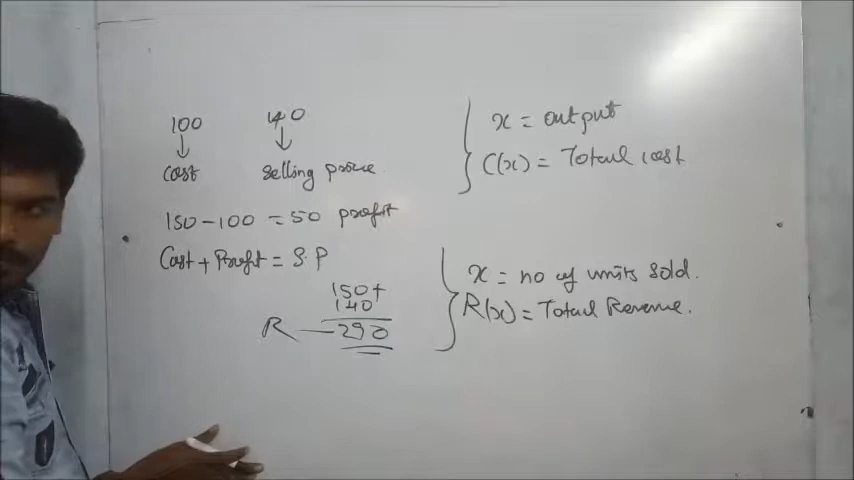 100 140
cost selling price
150 - 100 = 50 profit
Cost + Profit = S.P
150+
140
R — 290
x = output
C(x) = Total cost
x = no of units sold.
R(x) = Total Revenue.